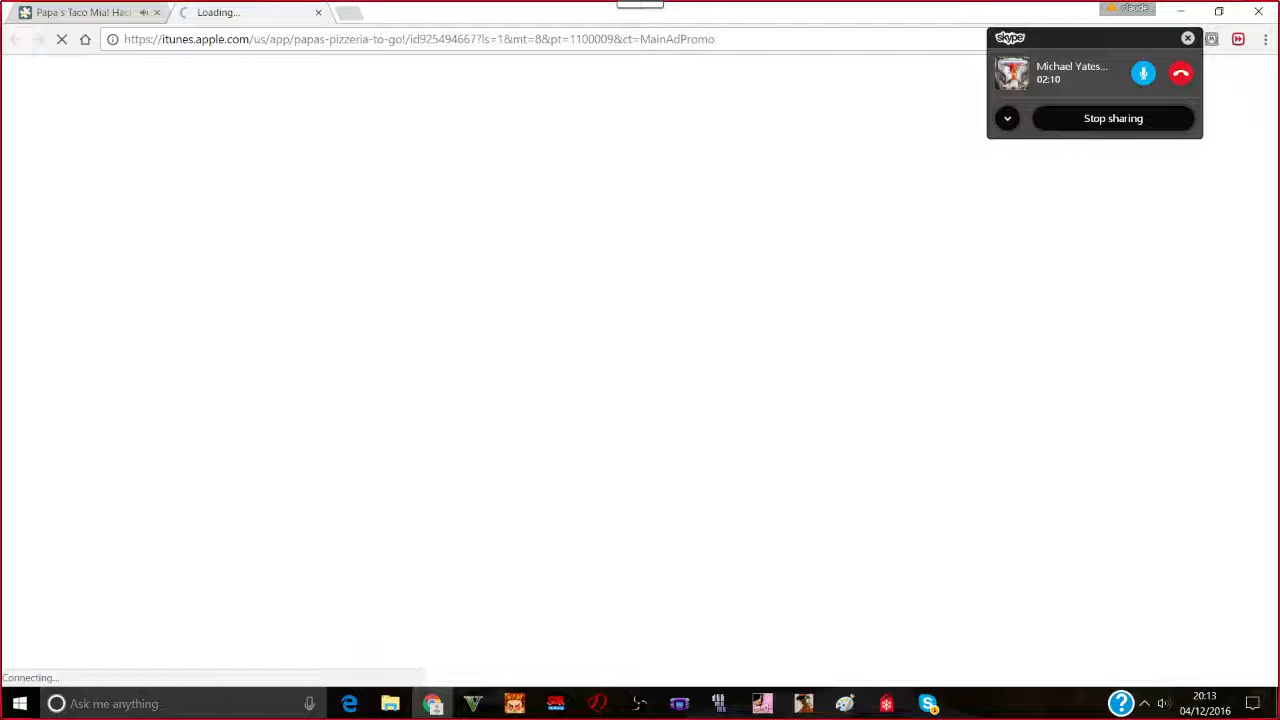 Papa's Taco Mia! Hac
Loading...
claude
https://itunes.apple.com/us/app/papas-pizzeria-to-go!/id925494667?ls=1&mt=8&pt=1100009&ct=MainAdPromo
skype
Michael Yates...
02:10
Stop sharing
Connecting...
Ask me anything
20:13
04/12/2016